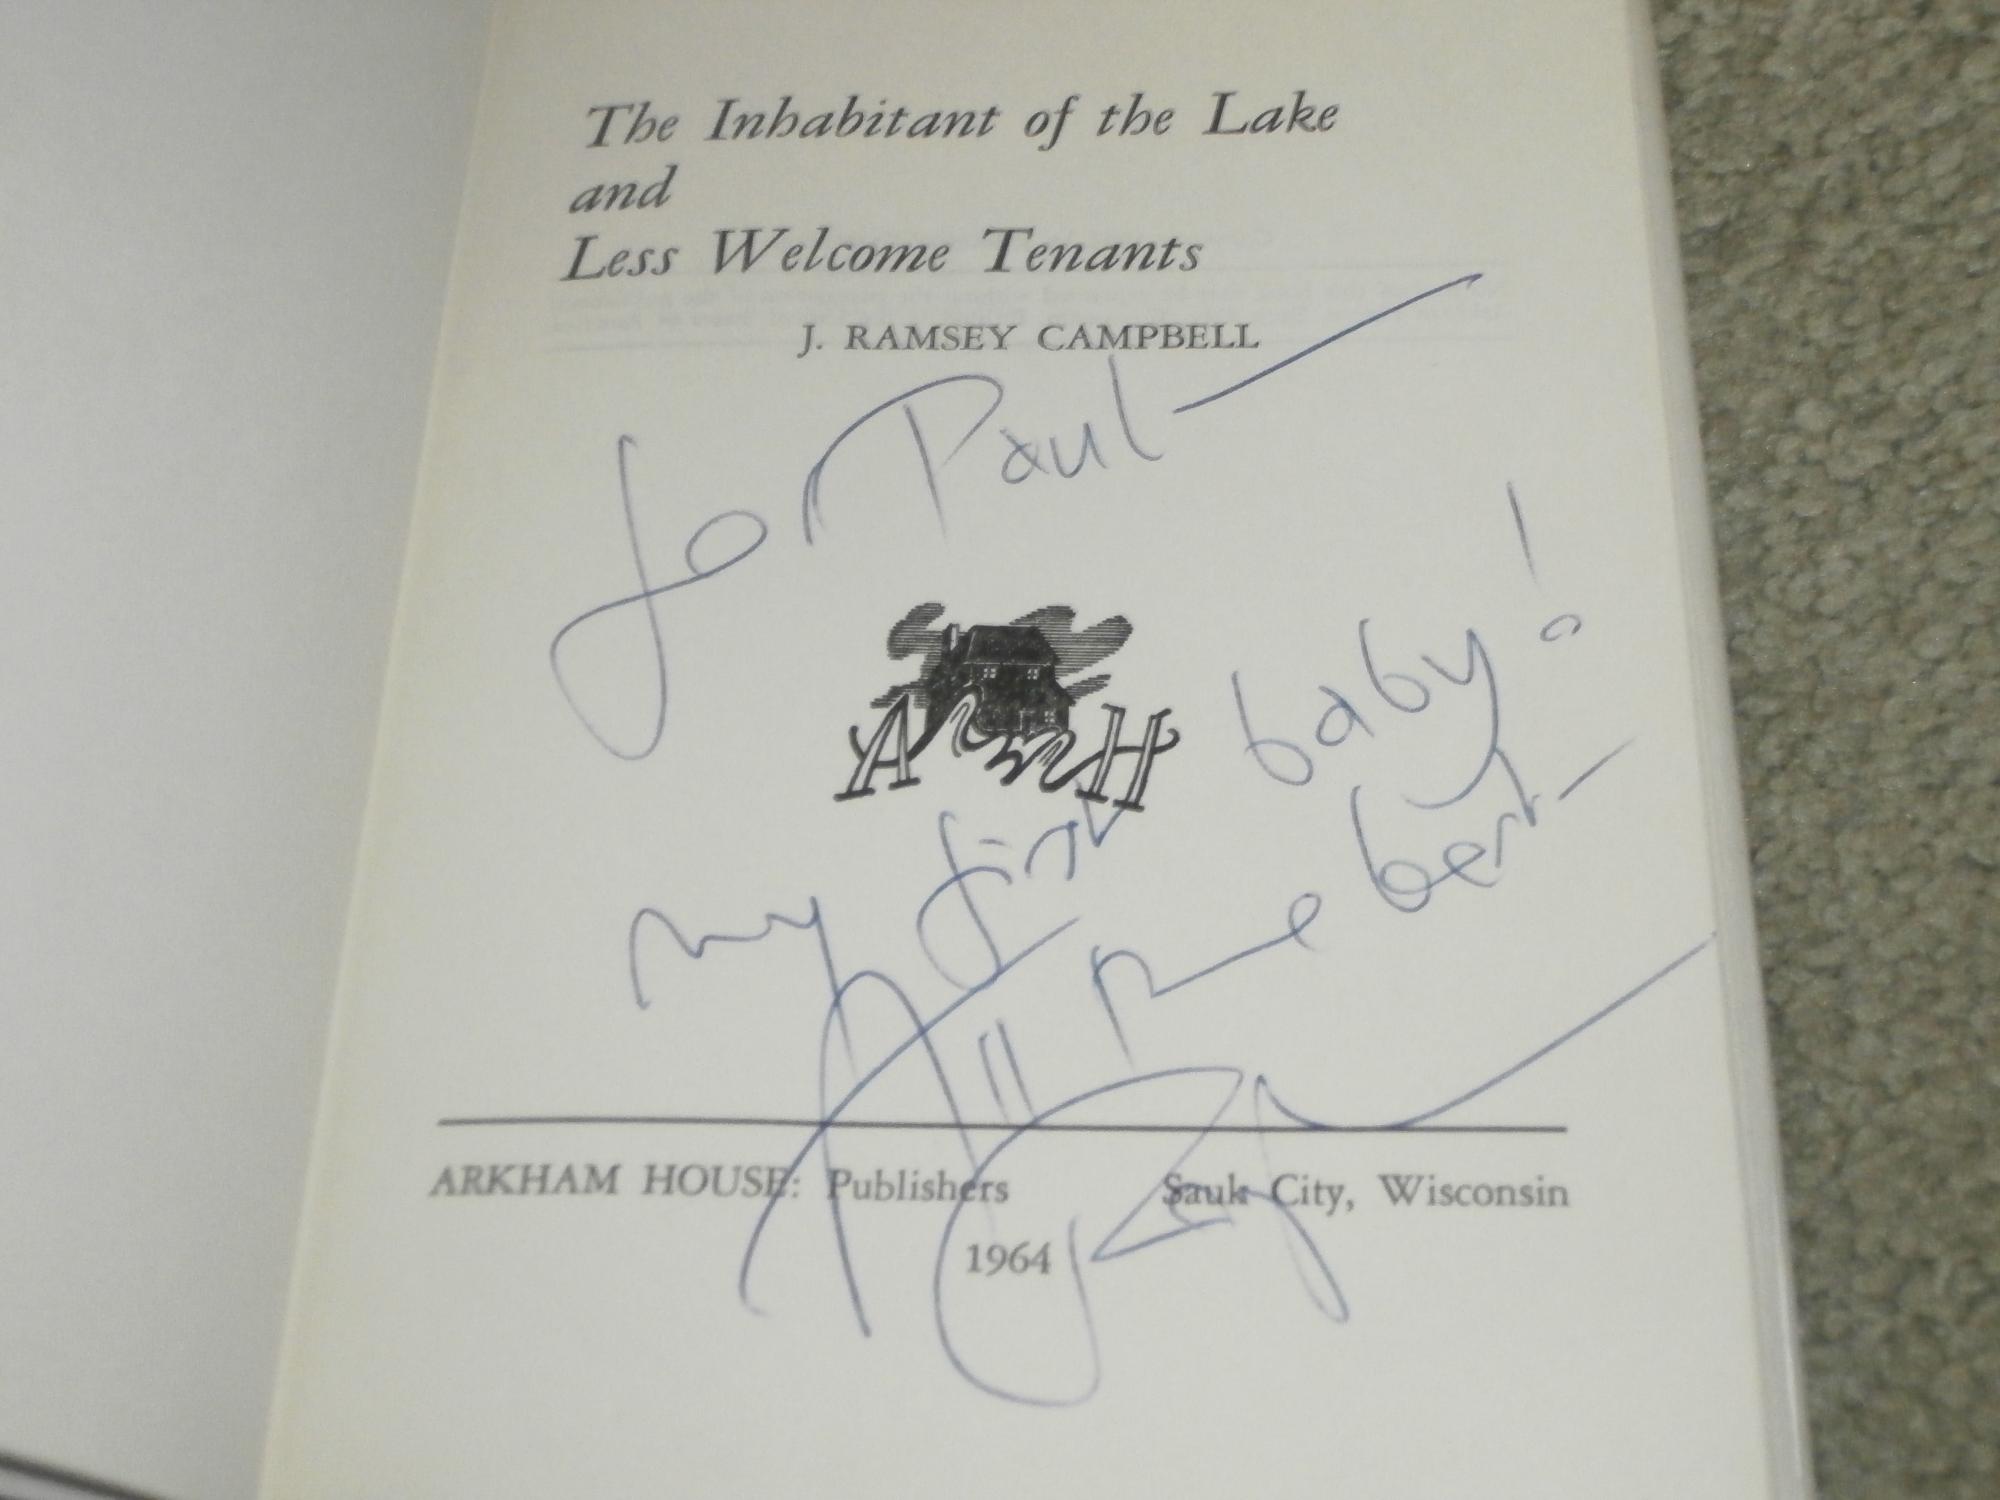 The Inhabitant of the Lake
and
Less Welcome Tenants
J. RAMSEY CAMPBELL
To Paul —
AH
my first baby!
All the best —
ARKHAM HOUSE: Publishers Sauk City, Wisconsin
1964